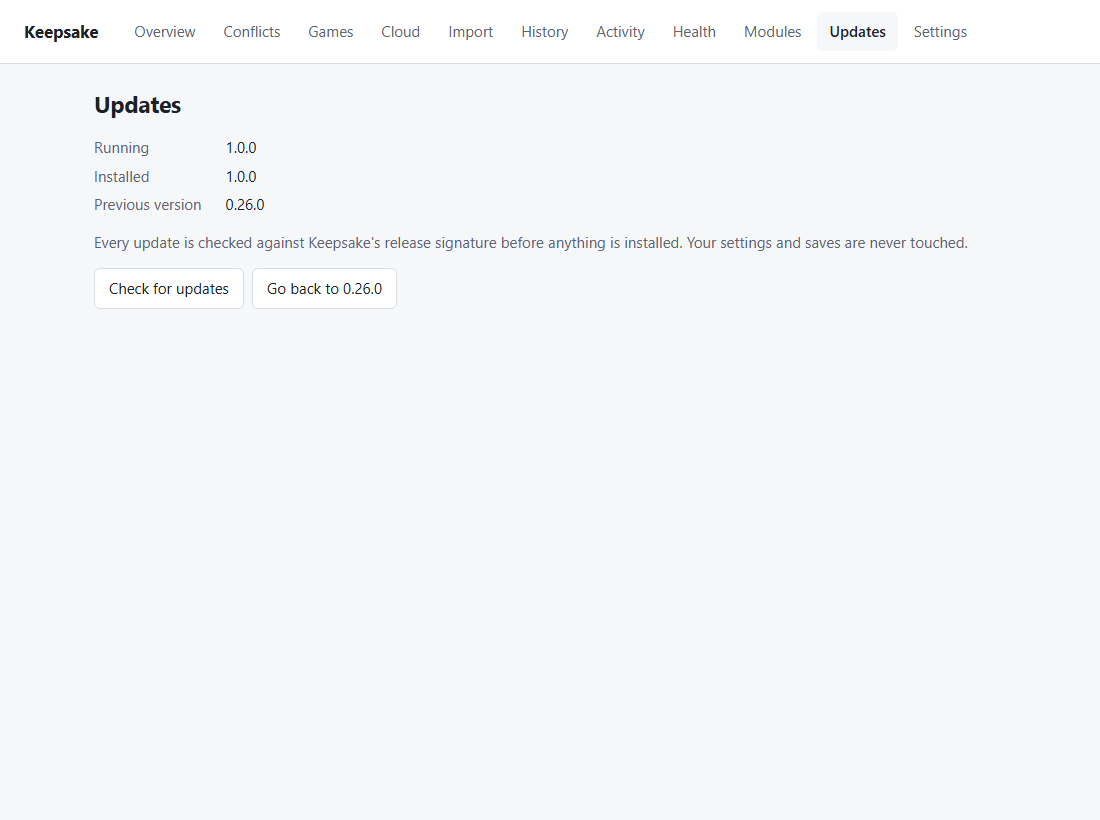 Keepsake Overview Conflicts Games Cloud Import History Activity Health Modules Updates Settings
Updates
Running 1.0.0
Installed 1.0.0
Previous version 0.26.0
Every update is checked against Keepsake's release signature before anything is installed. Your settings and saves are never touched.
Check for updates Go back to 0.26.0